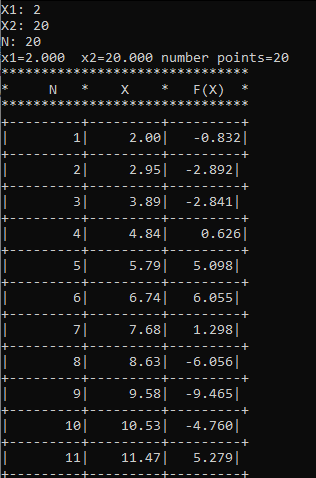 X1: 2
X2: 20
N: 20
x1=2.000  x2=20.000 number points=20
*******************************
*     N   *    X    *   F(X)  *
*******************************
+---------+---------+---------+
|        1|     2.00|   -0.832|
+---------+---------+---------+
|        2|     2.95|  -2.892|
+---------+---------+---------+
|        3|     3.89|  -2.841|
+---------+---------+---------+
|        4|     4.84|    0.626|
+---------+---------+---------+
|        5|     5.79|   5.098|
+---------+---------+---------+
|        6|     6.74|   6.055|
+---------+---------+---------+
|        7|     7.68|   1.298|
+---------+---------+---------+
|        8|     8.63|  -6.056|
+---------+---------+---------+
|        9|     9.58|  -9.465|
+---------+---------+---------+
|       10|    10.53|  -4.760|
+---------+---------+---------+
|       11|    11.47|   5.279|
+---------+---------+---------+